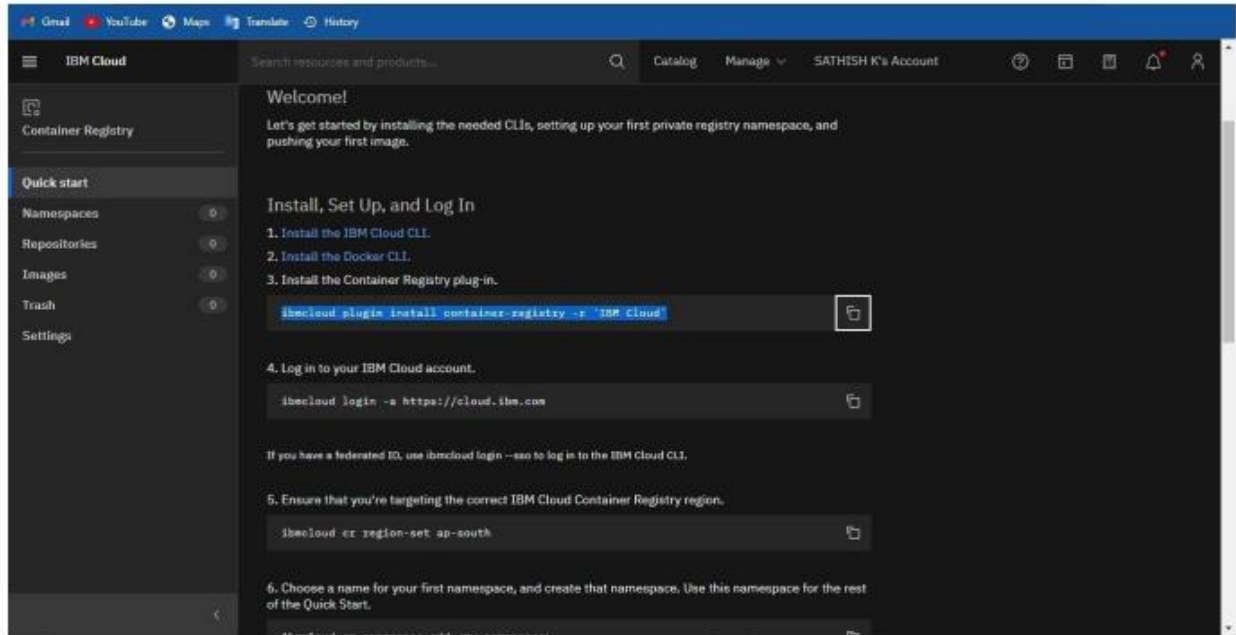 Gmail YouTube Maps Translate History
IBM Cloud Search resources and products... Catalog Manage SATHISH K's Account
Container Registry
Quick start
Namespaces 0
Repositories 0
Images 0
Trash 0
Settings
Welcome!
Let's get started by installing the needed CLIs, setting up your first private registry namespace, and
pushing your first image.
Install, Set Up, and Log In
1. Install the IBM Cloud CLI.
2. Install the Docker CLI.
3. Install the Container Registry plug-in.
ibmcloud plugin install container-registry -r 'IBM Cloud'
4. Log in to your IBM Cloud account.
ibmcloud login -a https://cloud.ibm.com
If you have a federated ID, use ibmcloud login --sso to log in to the IBM Cloud CLI.
5. Ensure that you're targeting the correct IBM Cloud Container Registry region.
ibmcloud cr region-set ap-south
6. Choose a name for your first namespace, and create that namespace. Use this namespace for the rest
of the Quick Start.